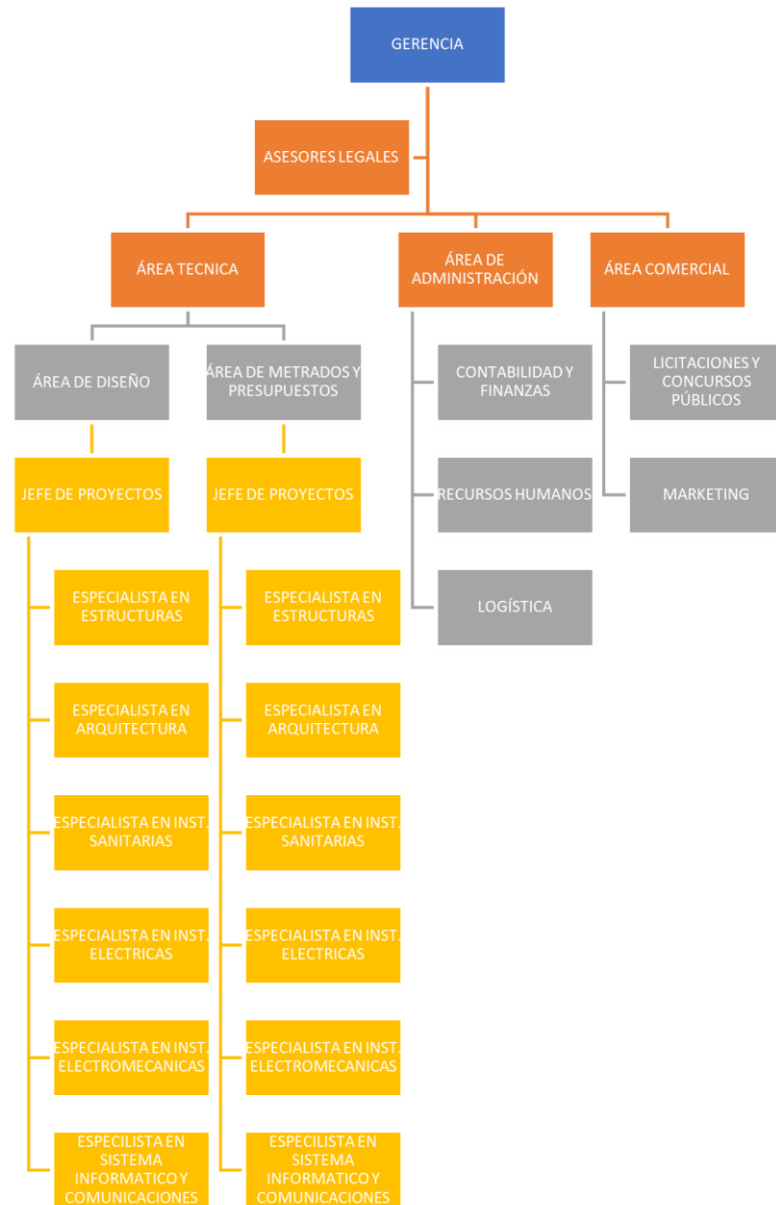 GERENCIA
ASESORES LEGALES
ÁREA TECNICA
ÁREA DE
ADMINISTRACIÓN
ÁREA COMERCIAL
ÁREA DE DISEÑO
ÁREA DE METRADOS Y
PRESUPUESTOS
CONTABILIDAD Y
FINANZAS
LICITACIONES Y
CONCURSOS
PÚBLICOS
JEFE DE PROYECTOS
JEFE DE PROYECTOS
RECURSOS HUMANOS
MARKETING
ESPECIALISTA EN
ESTRUCTURAS
ESPECIALISTA EN
ESTRUCTURAS
LOGÍSTICA
ESPECIALISTA EN
ARQUITECTURA
ESPECIALISTA EN
ARQUITECTURA
ESPECIALISTA EN INST.
SANITARIAS
ESPECIALISTA EN INST.
SANITARIAS
ESPECIALISTA EN INST.
ELECTRICAS
ESPECIALISTA EN INST.
ELECTRICAS
ESPECIALISTA EN INST.
ELECTROMECANICAS
ESPECIALISTA EN INST.
ELECTROMECANICAS
ESPECILISTA EN
SISTEMA
INFORMATICO Y
COMUNICACIONES
ESPECILISTA EN
SISTEMA
INFORMATICO Y
COMUNICACIONES